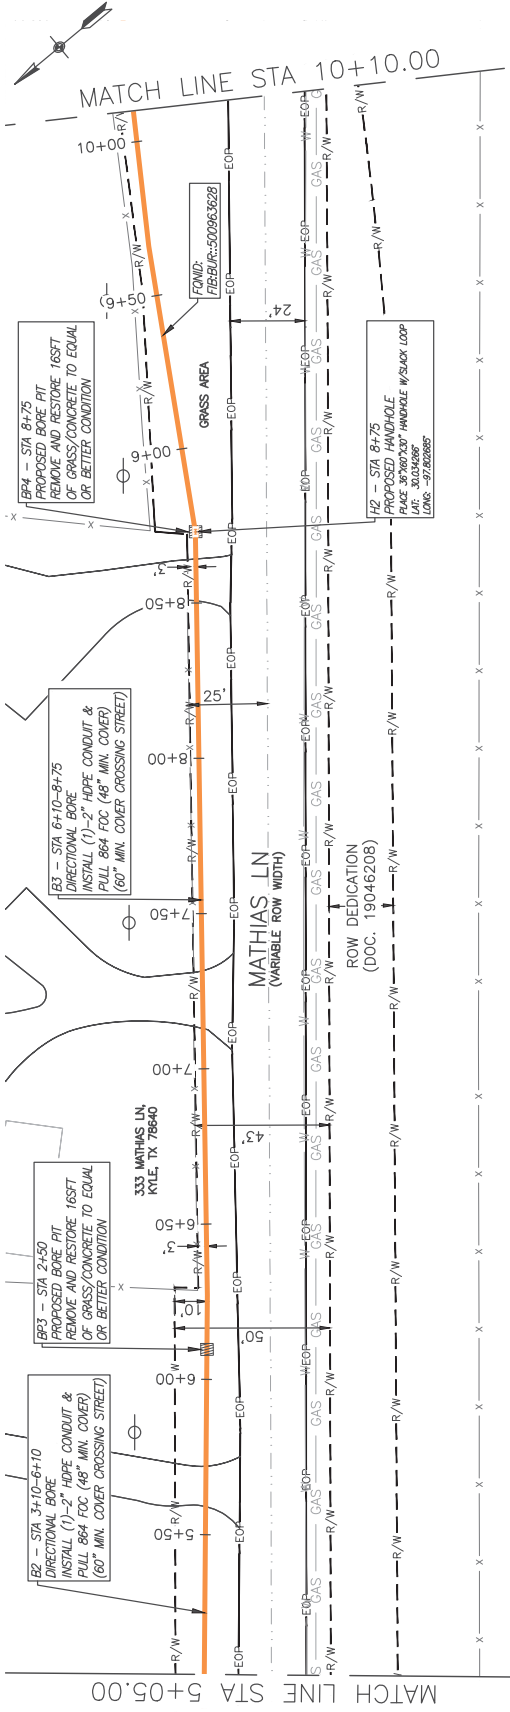 MATCH LINE STA 10+10.00
R/W
EOP
W
EOP
GAS
R/W
R/W
10+00
X
FQNID:
FIB:BUR::500963628
9+50
24'
GRASS AREA
BP4 - STA 8+75
PROPOSED BORE PIT
REMOVE AND RESTORE 16SFT
OF GRASS/CONCRETE TO EQUAL
OR BETTER CONDITION
9+00
H2 - STA 8+75
PROPOSED HANDHOLE
PLACE 36"X60"X30" HANDHOLE W/SLACK LOOP
LAT: 30.034266°
LONG: -97.802685°
3'
8+50
25'
B3 - STA 6+10-8+75
DIRECTIONAL BORE
INSTALL (1)-2" HDPE CONDUIT &
PULL 864 FOC (48" MIN. COVER)
(60" MIN. COVER CROSSING STREET)
8+00
7+50
MATHIAS LN
(VARIABLE ROW WIDTH)
ROW DEDICATION
(DOC. 19046208)
7+00
333 MATHIAS LN,
KYLE, TX 78640
43'
6+50
3'
BP3 - STA 2+50
PROPOSED BORE PIT
REMOVE AND RESTORE 16SFT
OF GRASS/CONCRETE TO EQUAL
OR BETTER CONDITION
10'
50'
6+00
B2 - STA 3+10-6+10
DIRECTIONAL BORE
INSTALL (1)-2" HDPE CONDUIT &
PULL 864 FOC (48" MIN. COVER)
(60" MIN. COVER CROSSING STREET)
5+50
R/W
EOP
EOP
GAS
R/W
R/W
X
MATCH LINE STA 5+05.00